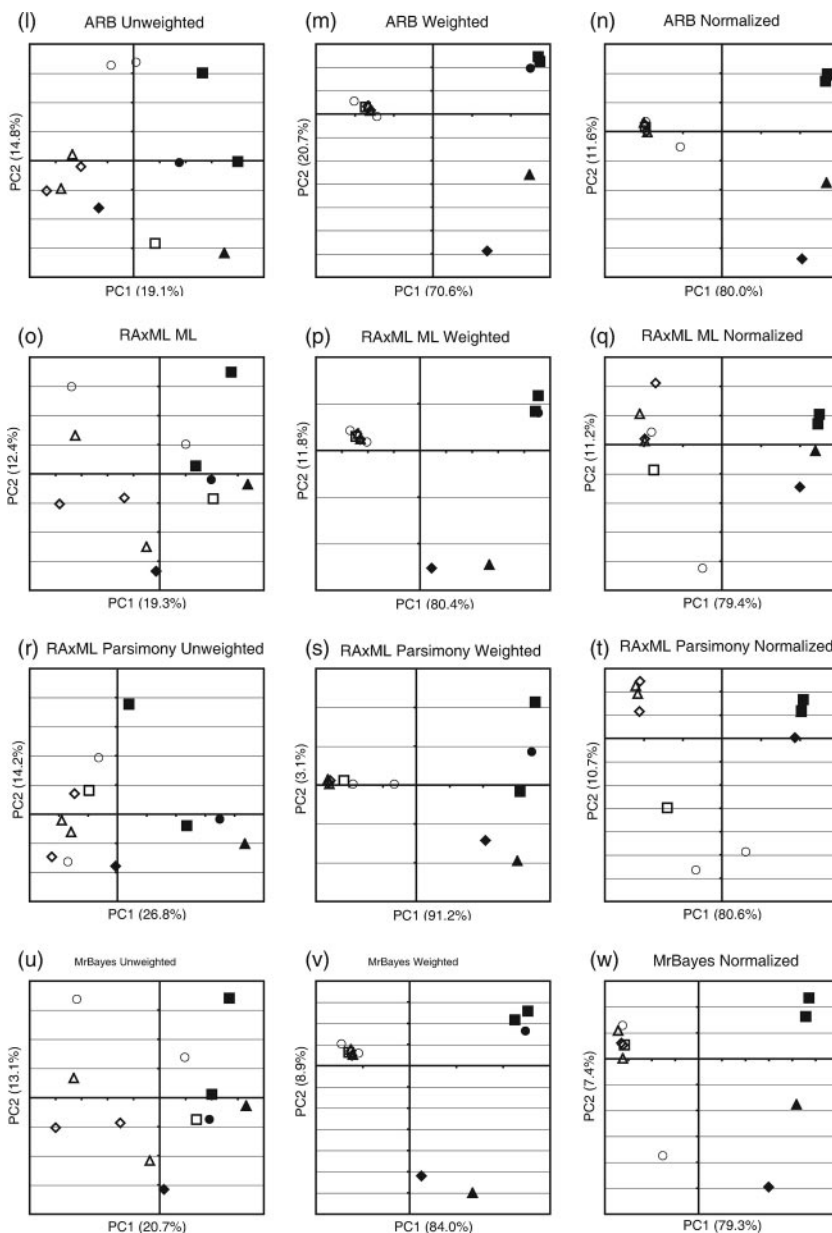 (l) ARB Unweighted
PC2 (14.8%)
PC1 (19.1%)
(m) ARB Weighted
PC2 (20.7%)
PC1 (70.6%)
(n) ARB Normalized
PC2 (11.6%)
PC1 (80.0%)
(o) RAxML ML
PC2 (12.4%)
PC1 (19.3%)
(p) RAxML ML Weighted
PC2 (11.8%)
PC1 (80.4%)
(q) RAxML ML Normalized
PC2 (11.2%)
PC1 (79.4%)
(r) RAxML Parsimony Unweighted
PC2 (14.2%)
PC1 (26.8%)
(s) RAxML Parsimony Weighted
PC2 (3.1%)
PC1 (91.2%)
(t) RAxML Parsimony Normalized
PC2 (10.7%)
PC1 (80.6%)
(u) MrBayes Unweighted
PC2 (13.1%)
PC1 (20.7%)
(v) MrBayes Weighted
PC2 (8.9%)
PC1 (84.0%)
(w) MrBayes Normalized
PC2 (7.4%)
PC1 (79.3%)